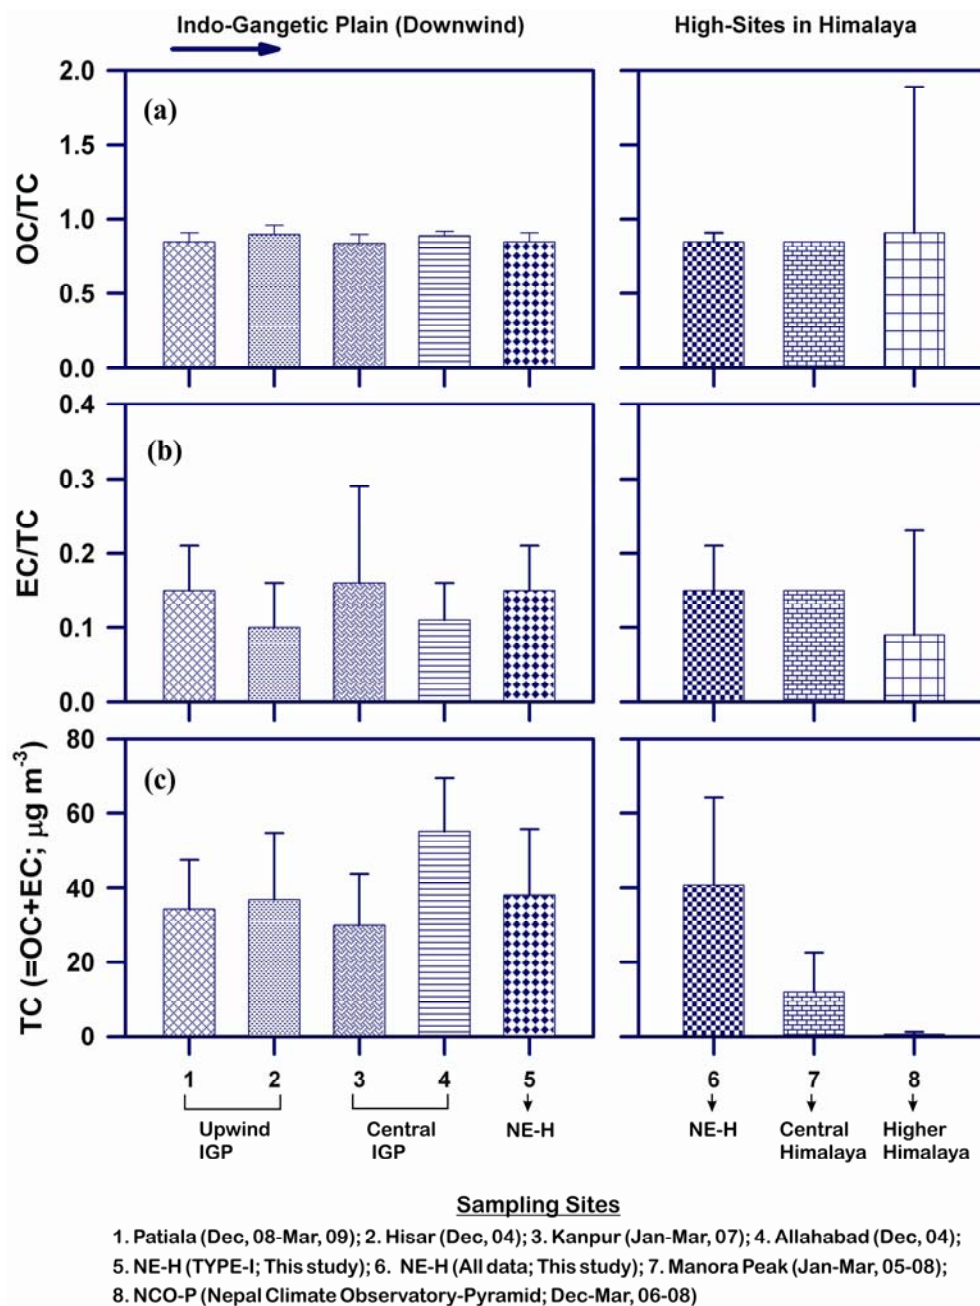 Indo-Gangetic Plain (Downwind) High-Sites in Himalaya
(a)
OC/TC
2.0
1.5
1.0
0.5
0.0
(b)
EC/TC
0.4
0.3
0.2
0.1
0.0
(c)
TC (=OC+EC; μg m-3)
80
60
40
20
0
1 2 3 4 5 6 7 8
Upwind Central NE-H NE-H Central Higher
IGP IGP Himalaya Himalaya
Sampling Sites
1. Patiala (Dec, 08-Mar, 09); 2. Hisar (Dec, 04); 3. Kanpur (Jan-Mar, 07); 4. Allahabad (Dec, 04);
5. NE-H (TYPE-I; This study); 6. NE-H (All data; This study); 7. Manora Peak (Jan-Mar, 05-08);
8. NCO-P (Nepal Climate Observatory-Pyramid; Dec-Mar, 06-08)